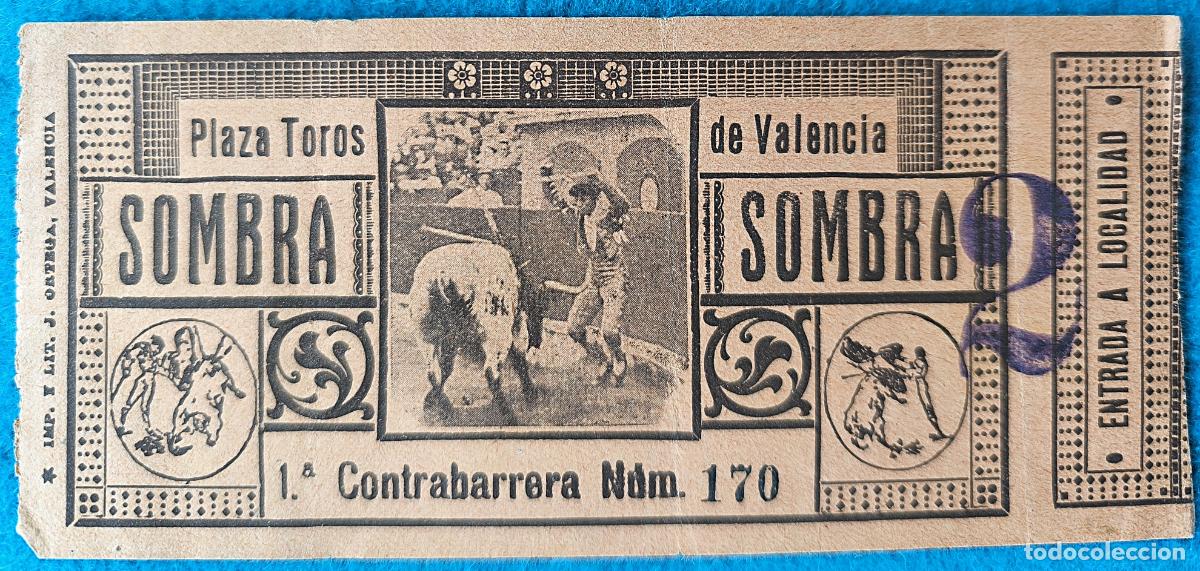 Plaza Toros de Valencia
SOMBRA SOMBRA
1.ª Contrabarrera Núm. 170
2
ENTRADA A LOCALIDAD
★ IMP. Y LIT. J. ORTEGA, VALENCIA
todocoleccion